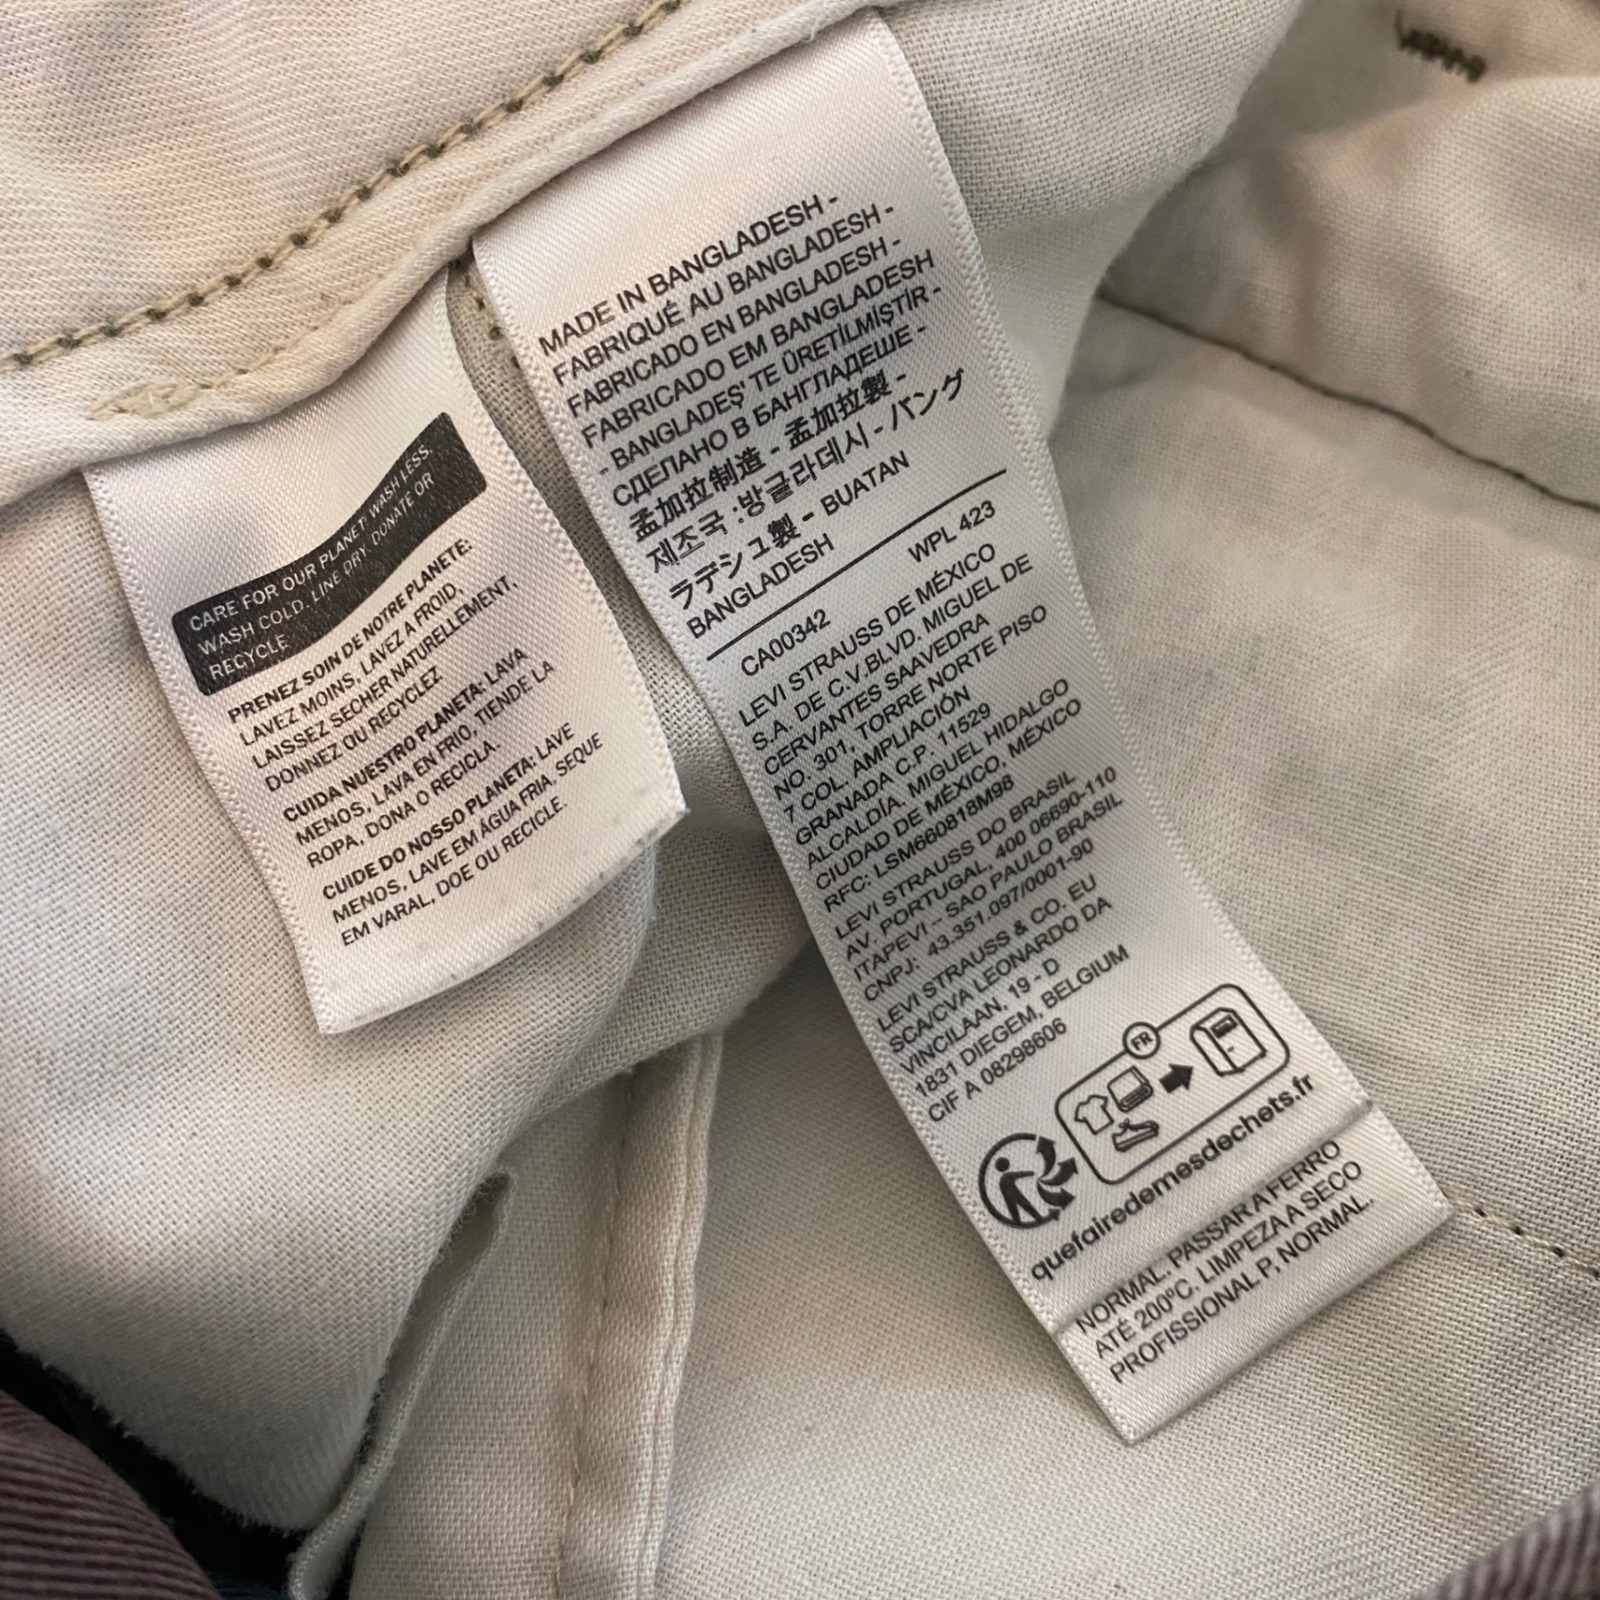 CARE FOR OUR PLANET: WASH LESS.
WASH COLD. LINE DRY. DONATE OR
RECYCLE
PRENEZ SOIN DE NOTRE PLANETE:
LAVEZ MOINS, LAVEZ A FROID,
LAISSEZ SECHER NATURELLEMENT,
DONNEZ OU RECYCLEZ
CUIDA NUESTRO PLANETA: LAVA
MENOS, LAVA EN FRIO, TIENDE LA
ROPA, DONA O RECICLA.
CUIDE DO NOSSO PLANETA: LAVE
MENOS, LAVE EM ÁGUA FRIA, SEQUE
EM VARAL, DOE OU RECICLE.
MADE IN BANGLADESH -
FABRIQUÉ AU BANGLADESH -
FABRICADO EN BANGLADESH -
FABRICADO EM BANGLADESH
- BANGLADEŞ' TE ÜRETİLMİŞTİR -
СДЕЛАНО В БАНГЛАДЕШЕ -
孟加拉制造 - 孟加拉製 -
제조국 :방글라데시 - バング
ラデシュ製 - BUATAN
BANGLADESH
CA00342 WPL 423
LEVI STRAUSS DE MÉXICO
S.A. DE C.V.BLVD. MIGUEL DE
CERVANTES SAAVEDRA
NO. 301, TORRE NORTE PISO
7 COL. AMPLIACIÓN
GRANADA C.P. 11529
ALCALDÍA. MIGUEL HIDALGO
CIUDAD DE MÉXICO, MÉXICO
RFC: LSM660818M98
LEVI STRAUSS DO BRASIL
AV. PORTUGAL, 400 06690-110
ITAPEVI – SAO PAULO BRASIL
CNPJ: 43.351.097/0001-90
LEVI STRAUSS & CO. EU
SCA/CVA LEONARDO DA
VINCILAAN, 19 - D
1831 DIEGEM, BELGIUM
CIF A 08298606
FR
quefairedemesdechets.fr
NORMAL. PASSAR A FERRO
ATÉ 200°C. LIMPEZA A SECO
PROFISSIONAL P, NORMAL.